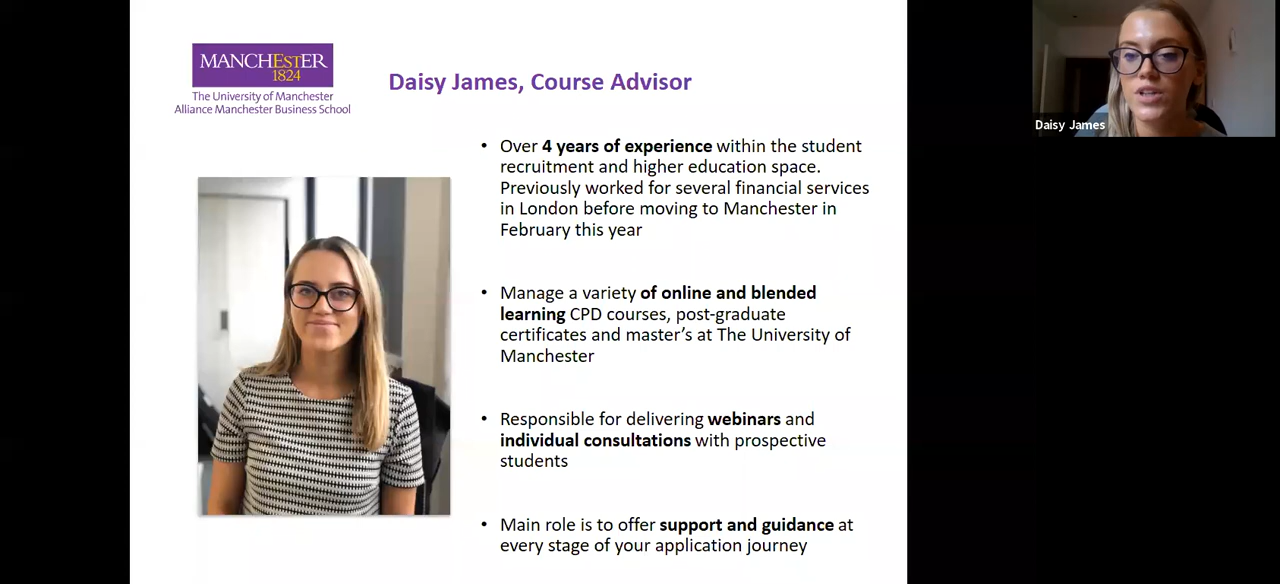 MANCHEsTER
1824
The University of Manchester
Alliance Manchester Business School
Daisy James, Course Advisor
Daisy James
• Over 4 years of experience within the student
recruitment and higher education space.
Previously worked for several financial services
in London before moving to Manchester in
February this year
• Manage a variety of online and blended
learning CPD courses, post-graduate
certificates and master’s at The University of
Manchester
• Responsible for delivering webinars and
individual consultations with prospective
students
• Main role is to offer support and guidance at
every stage of your application journey